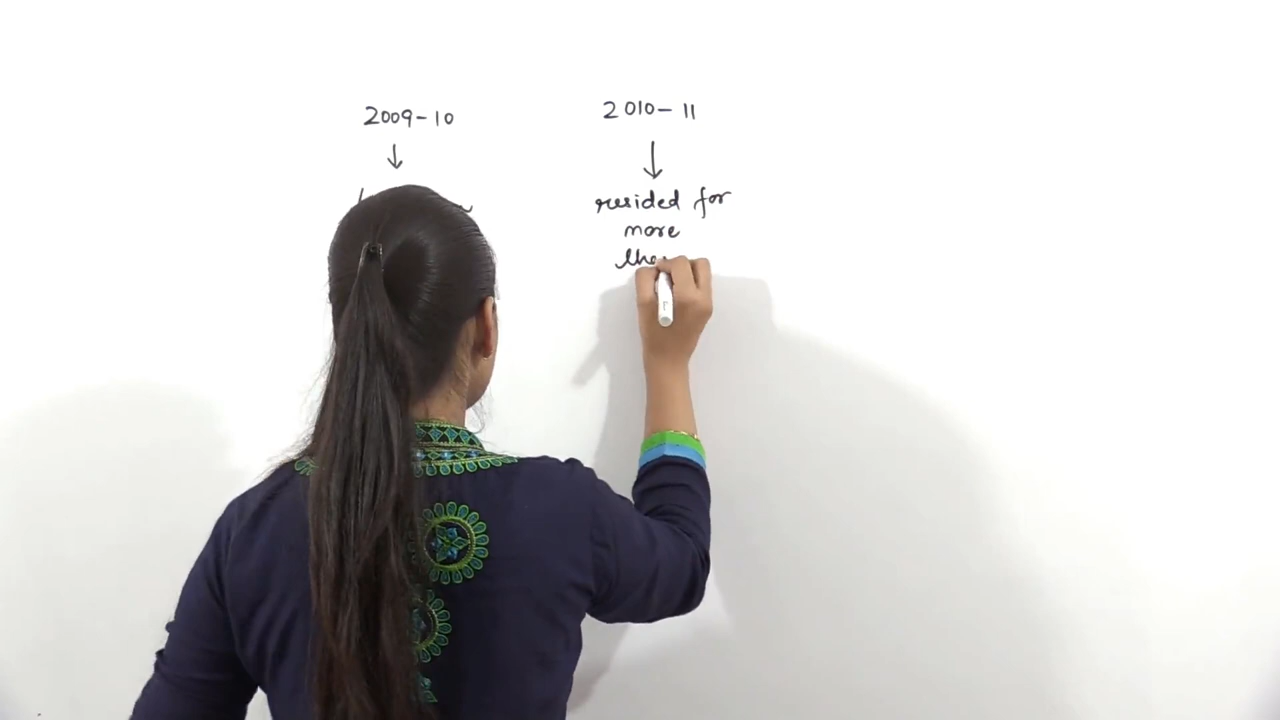 2009-10
↓
2010-11
↓
resided for
more